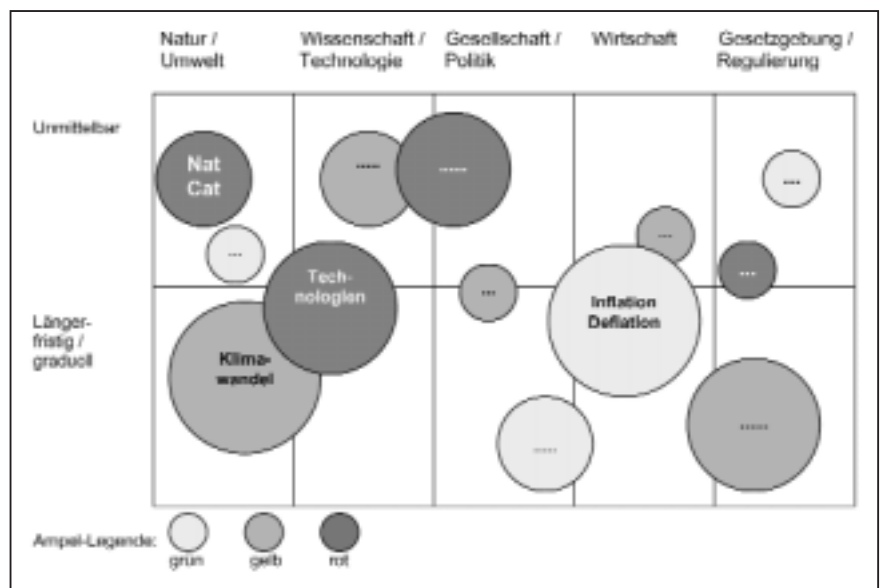 Natur /
Umwelt
Wissenschaft /
Technologie
Gesellschaft /
Politik
Wirtschaft
Gesetzgebung /
Regulierung
Unmittelbar
Nat
Cat
.....
.....
...
...
...
Tech-
nologien
...
...
Inflation
Deflation
Länger-
fristig /
graduell
Klima-
wandel
.....
.....
Ampel-Legende:
grün
gelb
rot